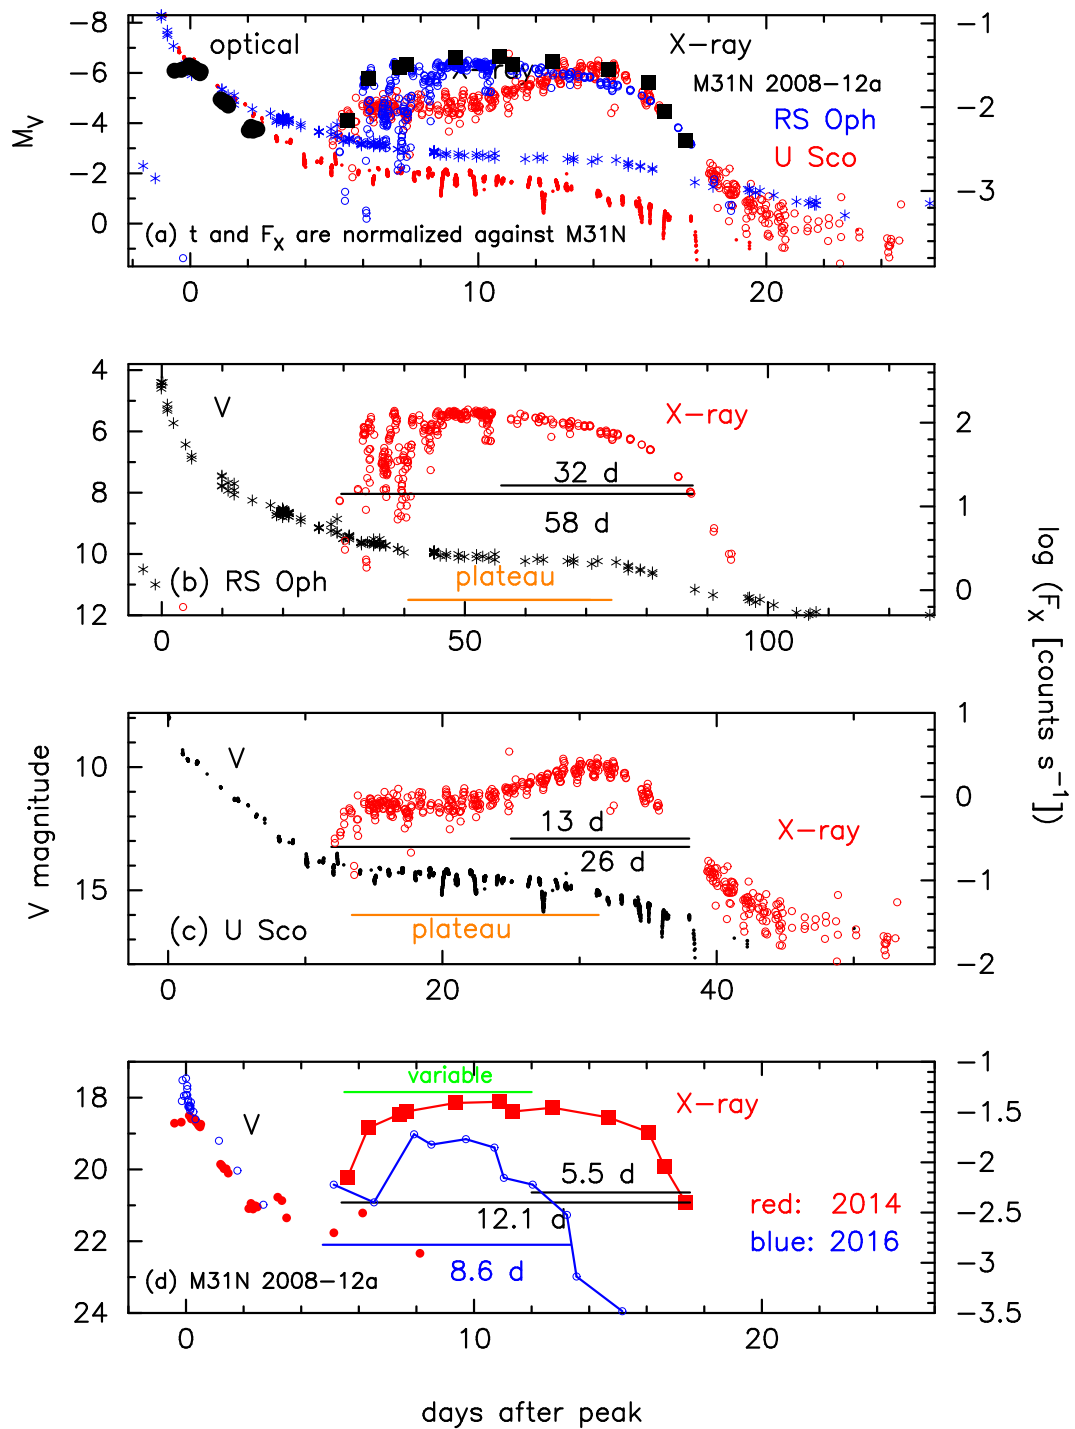 optical
X-ray
X-ray
M31N 2008-12a
RS Oph
U Sco
(a) t and FX are normalized against M31N
MV
-8
-6
-4
-2
0
-1
-2
-3
0
10
20
V
X-ray
32 d
58 d
plateau
(b) RS Oph
4
6
8
10
12
2
1
0
0
50
100
log (FX [counts s-1])
V
13 d
26 d
X-ray
plateau
(c) U Sco
V magnitude
10
15
1
0
-1
-2
0
20
40
variable
V
X-ray
5.5 d
12.1 d
8.6 d
red: 2014
blue: 2016
(d) M31N 2008-12a
18
20
22
24
-1
-1.5
-2
-2.5
-3
-3.5
0
10
20
days after peak